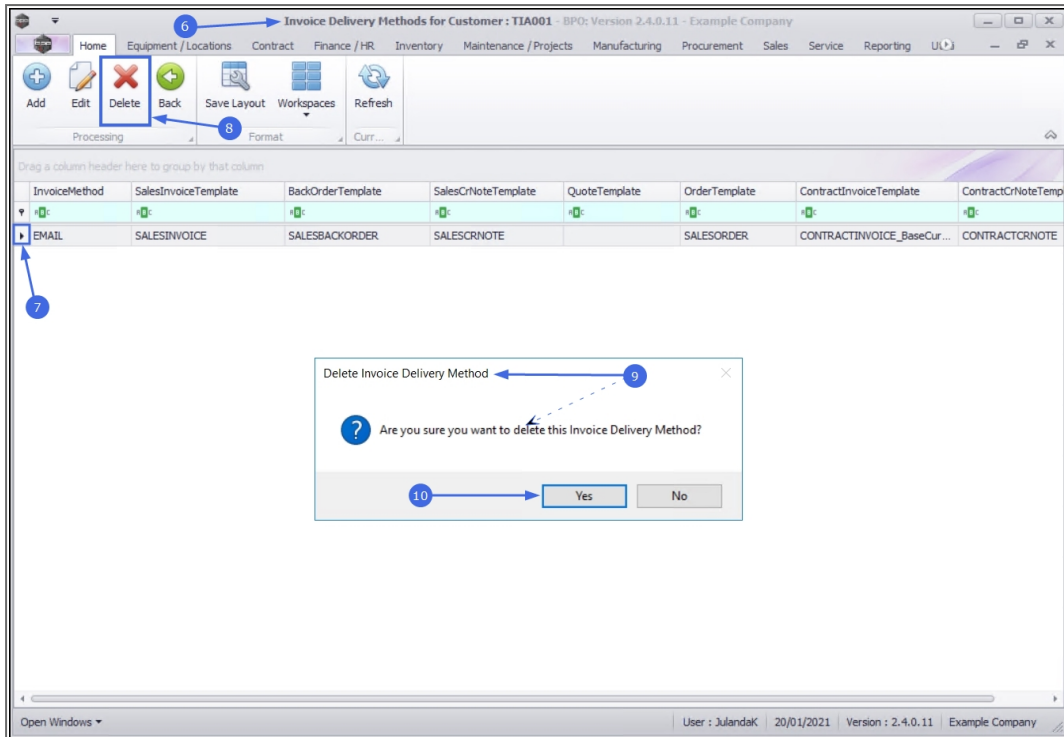 6
Invoice Delivery Methods for Customer : TIA001 - BPO: Version 2.4.0.11 - Example Company
Home Equipment / Locations Contract Finance / HR Inventory Maintenance / Projects Manufacturing Procurement Sales Service Reporting
Add Edit Delete Back Save Layout Workspaces Refresh
8
Processing Format Curr...
Drag a column header here to group by that column
InvoiceMethod SalesInvoiceTemplate BackOrderTemplate SalesCrNoteTemplate QuoteTemplate OrderTemplate ContractInvoiceTemplate ContractCrNoteTemp
EMAIL SALESINVOICE SALESBACKORDER SALESCRNOTE SALESORDER CONTRACTINVOICE_BaseCur... CONTRACTCRNOTE
7
Delete Invoice Delivery Method
9
? Are you sure you want to delete this Invoice Delivery Method?
10
Yes No
Open Windows User : JulandaK 20/01/2021 Version : 2.4.0.11 Example Company